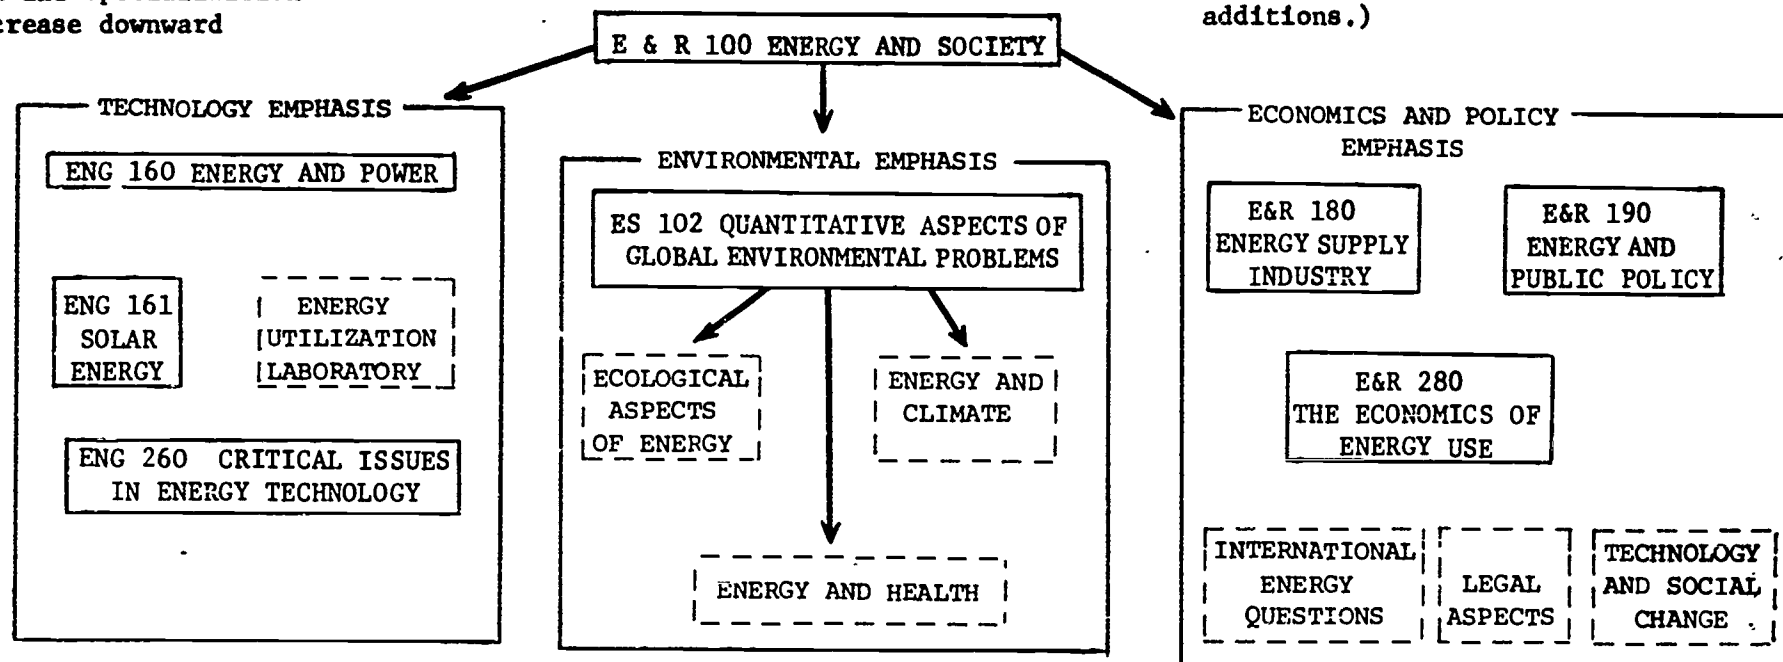 crease downward
additions.)
E & R 100 ENERGY AND SOCIETY
TECHNOLOGY EMPHASIS
ENG 160 ENERGY AND POWER
ENG 161
SOLAR
ENERGY
ENERGY
UTILIZATION
LABORATORY
ENG 260 CRITICAL ISSUES
IN ENERGY TECHNOLOGY
ENVIRONMENTAL EMPHASIS
ES 102 QUANTITATIVE ASPECTS OF
GLOBAL ENVIRONMENTAL PROBLEMS
ECOLOGICAL
ASPECTS
OF ENERGY
ENERGY AND
CLIMATE
ENERGY AND HEALTH
ECONOMICS AND POLICY
EMPHASIS
E&R 180
ENERGY SUPPLY
INDUSTRY
E&R 190
ENERGY AND
PUBLIC POLICY
E&R 280
THE ECONOMICS OF
ENERGY USE
INTERNATIONAL
ENERGY
QUESTIONS
LEGAL
ASPECTS
TECHNOLOGY
AND SOCIAL
CHANGE